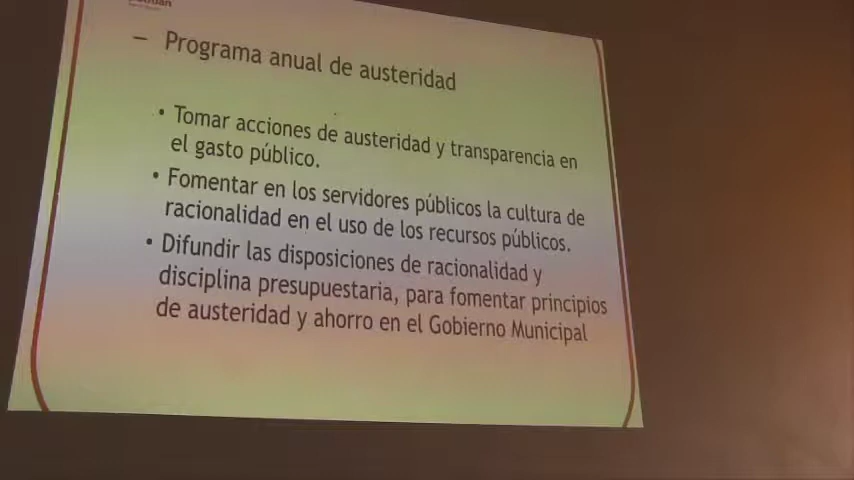 – Programa anual de austeridad
• Tomar acciones de austeridad y transparencia en
el gasto público.
• Fomentar en los servidores públicos la cultura de
racionalidad en el uso de los recursos públicos.
• Difundir las disposiciones de racionalidad y
disciplina presupuestaria, para fomentar principios
de austeridad y ahorro en el Gobierno Municipal